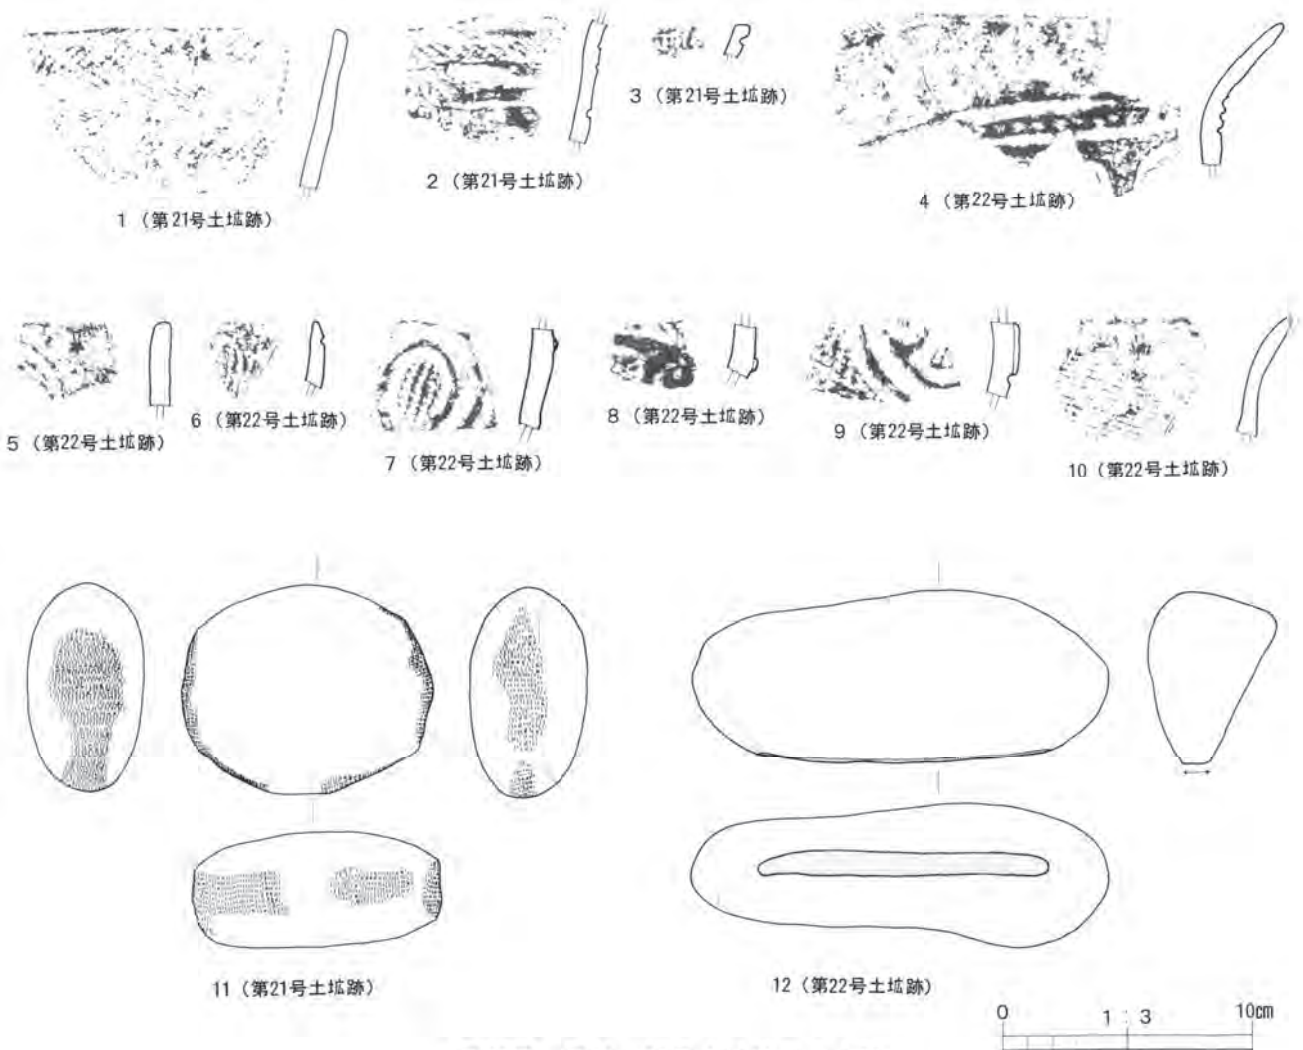 1（第21号土坑跡）
2（第21号土坑跡）
3（第21号土坑跡）
4（第22号土坑跡）
5（第22号土坑跡）
6（第22号土坑跡）
7（第22号土坑跡）
8（第22号土坑跡）
9（第22号土坑跡）
10（第22号土坑跡）
11（第21号土坑跡）
12（第22号土坑跡）
0 1:3 10cm